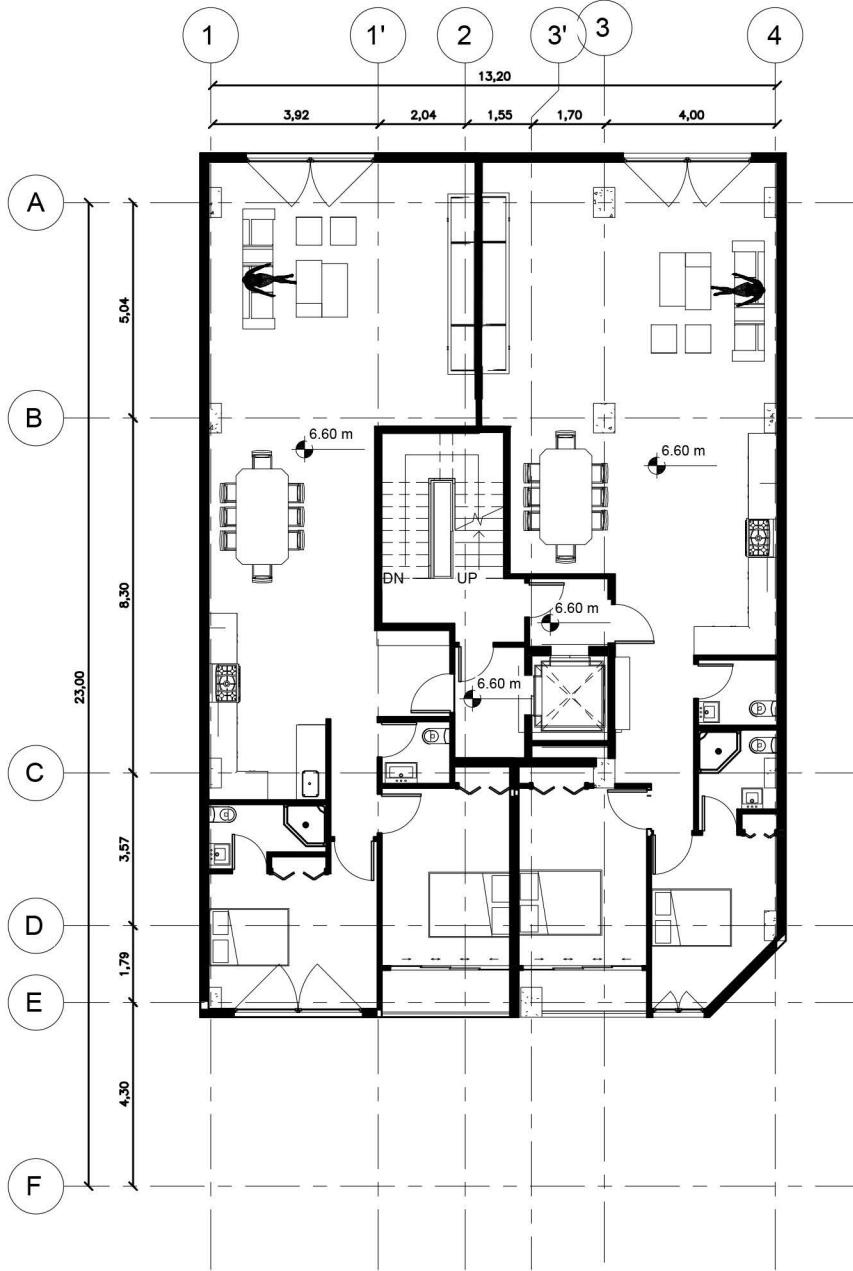 1 1' 2 3' 3 4
13,20
3,92 2,04 1,55 1,70 4,00
A
5,04
B
6.60 m
6.60 m
8,30
DN UP
6.60 m
23,00
6.60 m
C
3,57
D
1,79
E
4,30
F